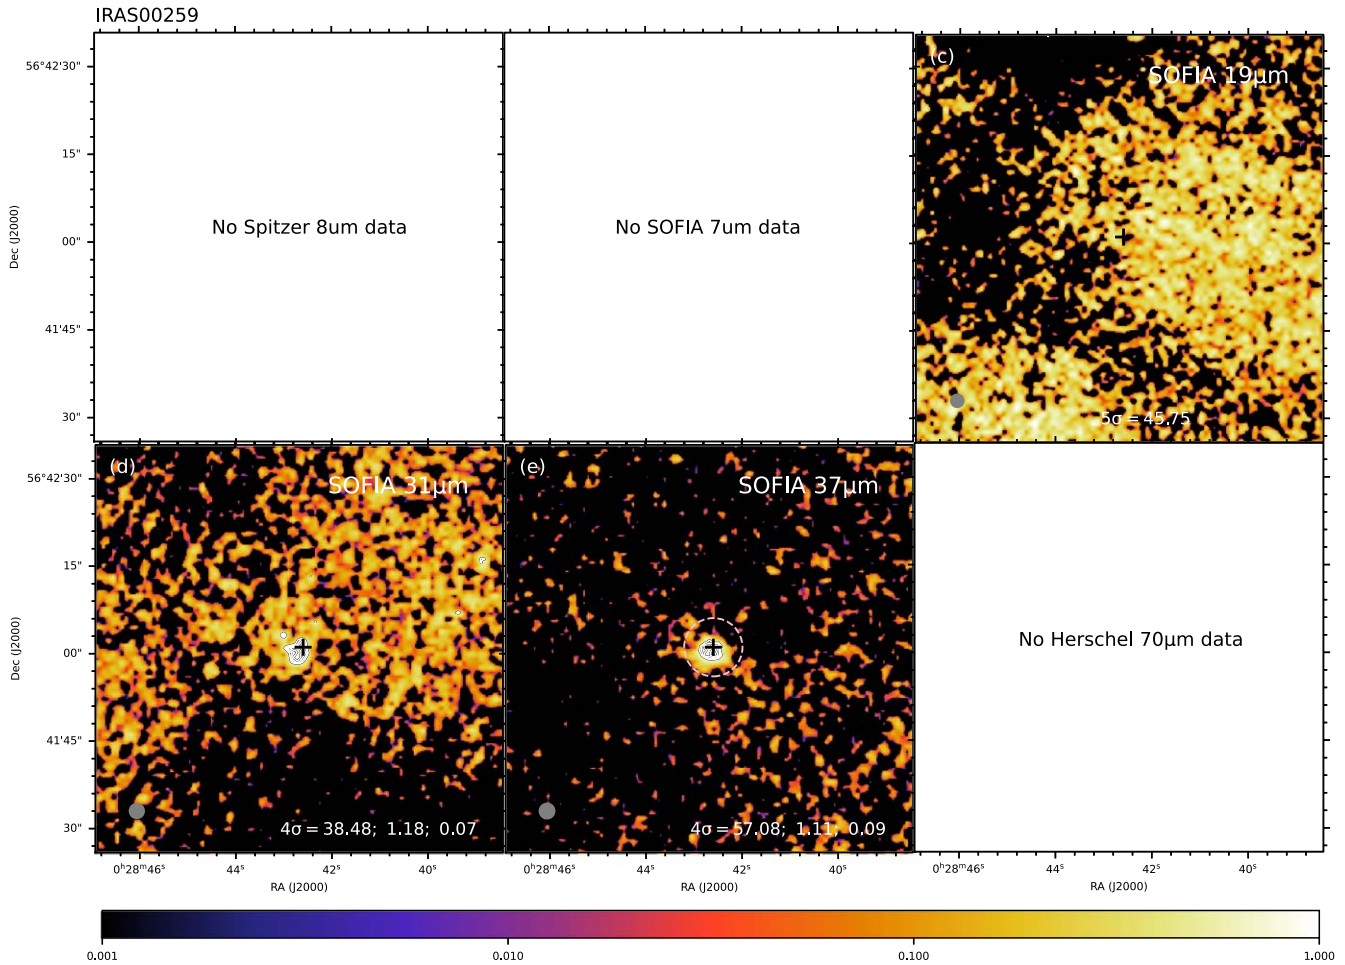 IRAS00259
56°42'30"
15"
00"
41'45"
30"
Dec (J2000)
No Spitzer 8um data
No SOFIA 7um data
(c)
SOFIA 19μm
5σ = 45.75
56°42'30"
15"
00"
41'45"
30"
Dec (J2000)
(d)
SOFIA 31μm
4σ = 38.48; 1.18; 0.07
(e)
SOFIA 37μm
4σ = 57.08; 1.11; 0.09
No Herschel 70μm data
0ʰ28ᵐ46ˢ 44ˢ 42ˢ 40ˢ
0ʰ28ᵐ46ˢ 44ˢ 42ˢ 40ˢ
0ʰ28ᵐ46ˢ 44ˢ 42ˢ 40ˢ
RA (J2000)
RA (J2000)
RA (J2000)
0.001 0.010 0.100 1.000